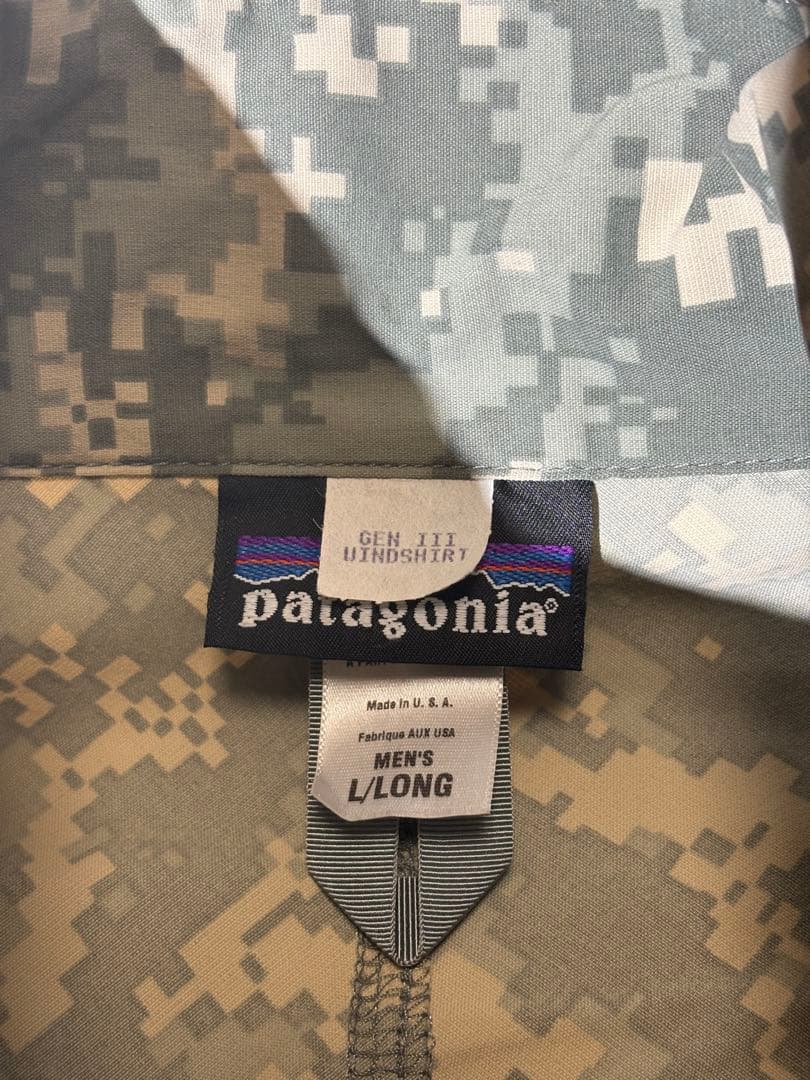 GEN III
WINDSHIRT
patagonia®
Made in U. S. A.
Fabrique AUX USA
MEN'S
L/LONG